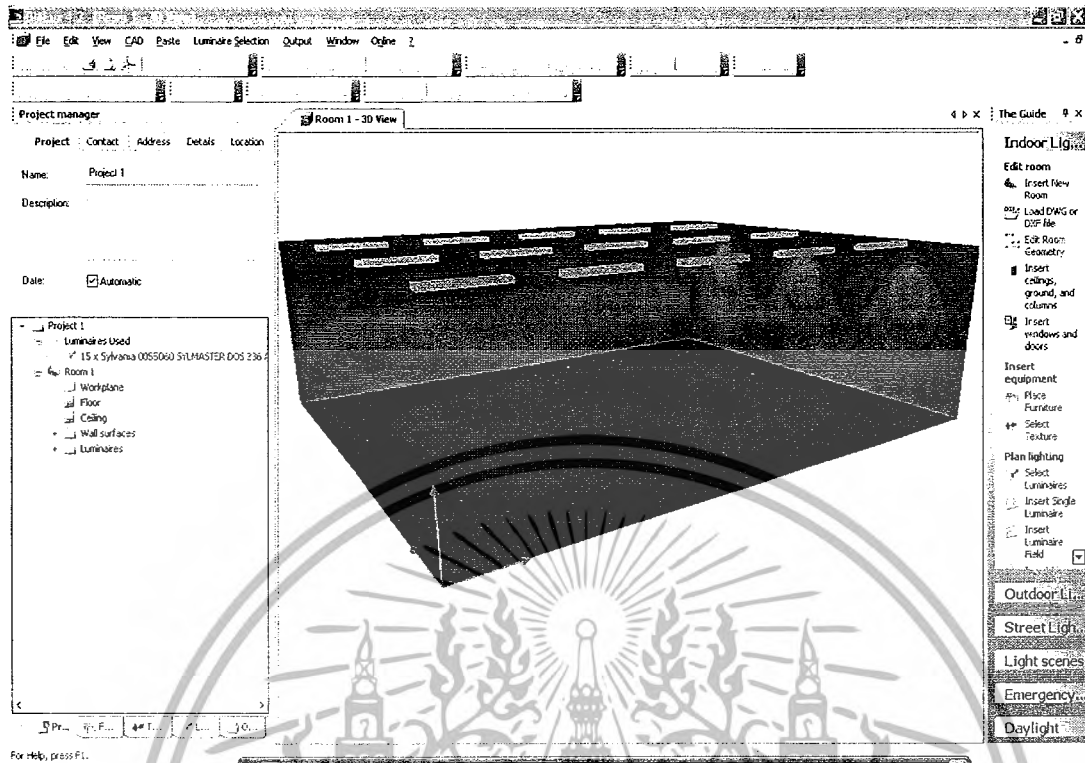 File Edit View CAD Paste Luminaire Selection Output Window Online ?
Project manager
Project Contact Address Details Location
Name: Project 1
Description:
Date: Automatic
Project 1
Luminaires Used
15 x Sylvania 0055060 SYLMASTER DOS 236 A
Room 1
Workplane
Floor
Ceiling
Wall surfaces
Luminaires
Pr...
F...
T...
L...
O...
For Help, press F1.
Room 1 - 3D View
The Guide
Indoor Lig...
Edit room
Insert New
Room
Load DWG or
DXF file
Edit Room
Geometry
Insert
ceilings,
ground, and
columns
Insert
windows and
doors
Insert
equipment
Place
Furniture
Select
Texture
Plan lighting
Select
Luminaires
Insert Single
Luminaire
Insert
Luminaire
Field
Outdoor Li...
Street Ligh...
Light scenes
Emergency...
Daylight